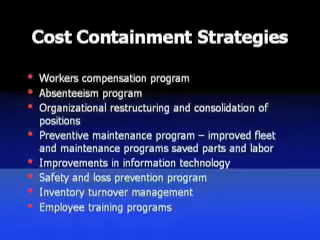 Cost Containment Strategies
Workers compensation program
Absenteeism program
Organizational restructuring and consolidation of
positions
Preventive maintenance program – improved fleet
and maintenance programs saved parts and labor
Improvements in information technology
Safety and loss prevention program
Inventory turnover management
Employee training programs